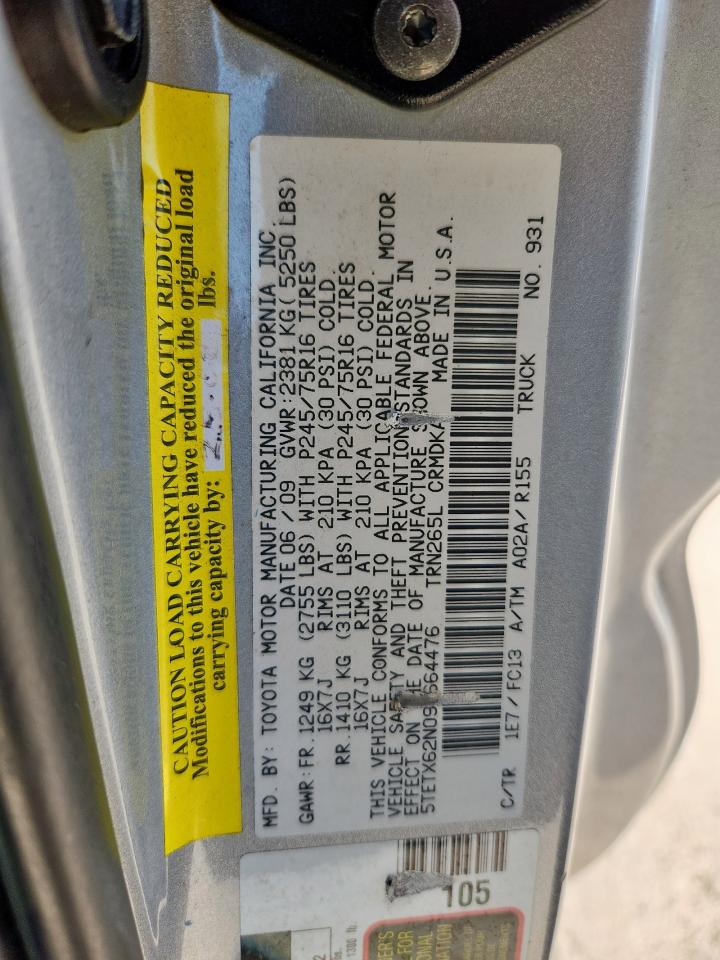 CAUTION LOAD CARRYING CAPACITY REDUCED
Modifications to this vehicle have reduced the original load
carrying capacity by: lbs.
MFD. BY: TOYOTA MOTOR MANUFACTURING CALIFORNIA INC.
DATE 06 / 09 GVWR:2381 KG( 5250 LBS)
GAWR:FR. 1249 KG (2755 LBS) WITH P245/75R16 TIRES
16X7J RIMS AT 210 KPA (30 PSI) COLD.
RR. 1410 KG (3110 LBS) WITH P245/75R16 TIRES
16X7J RIMS AT 210 KPA (30 PSI) COLD.
THIS VEHICLE CONFORMS TO ALL APPLICABLE FEDERAL MOTOR
VEHICLE SAFETY AND THEFT PREVENTION STANDARDS IN
EFFECT ON THE DATE OF MANUFACTURE SHOWN ABOVE.
TRN265L CRMDKA MADE IN U.S.A.
C/TR 1E7/FC13 A/TM A02A/R155 TRUCK NO. 931
105
1300 lb.